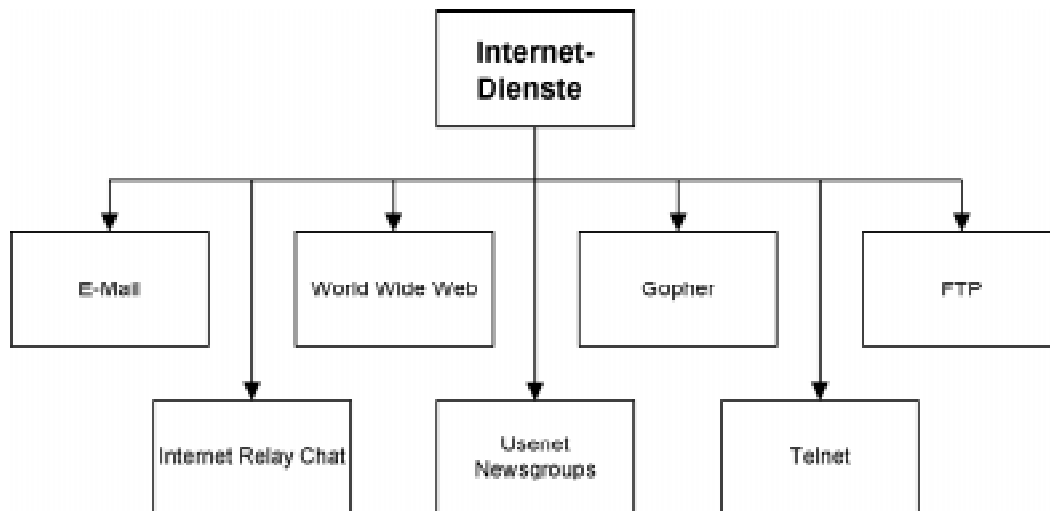 Internet-
Dienste
E-Mail
World Wide Web
Gopher
FTP
Internet Relay Chat
Usenet
Newsgroups
Telnet